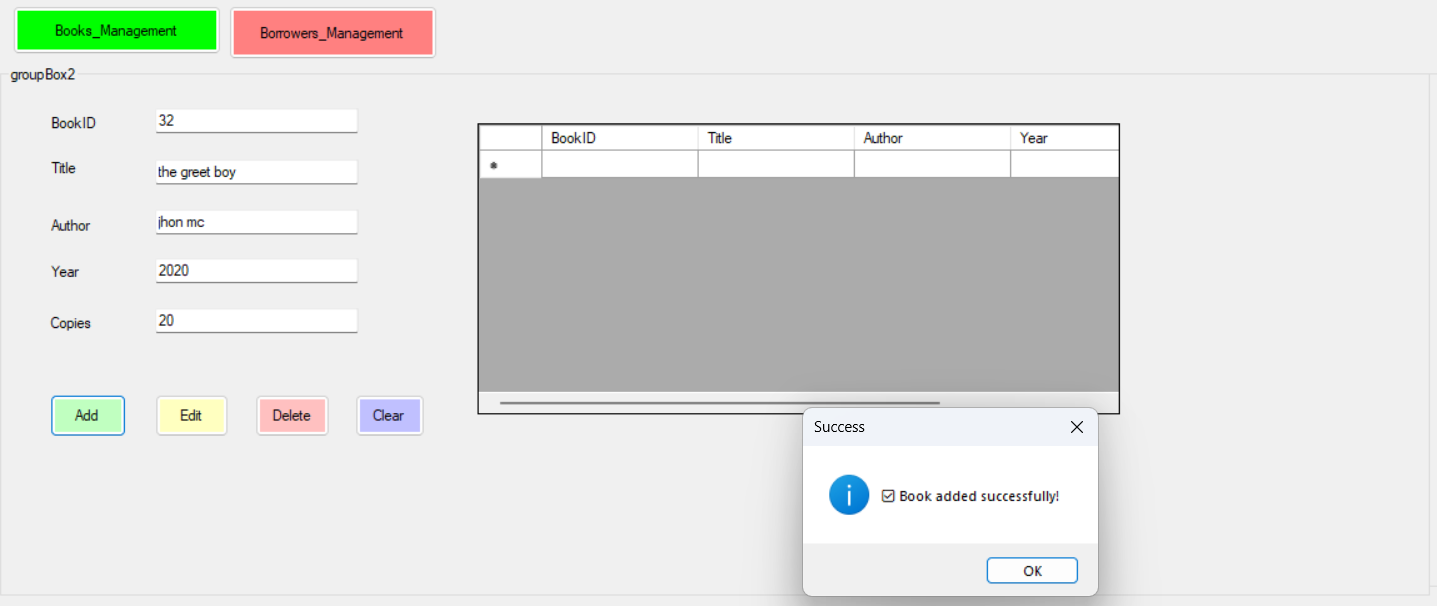 Books_Management
Borrowers_Management
groupBox2
BookID 32
Title the greet boy
Author jhon mc
Year 2020
Copies 20
Add Edit Delete Clear
BookID Title Author Year
*
Success
Book added successfully!
OK